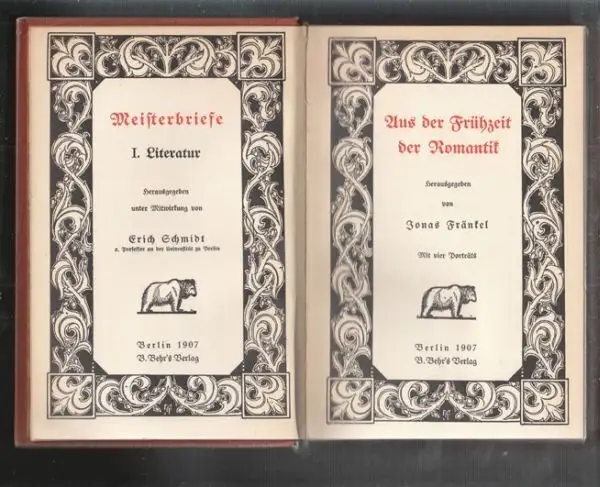 Meiſterbriefe
I. Literatur
Herausgegeben
unter Mitwirkung von
Erich Schmidt
o. Profeſſor an der Univerſität zu Berlin
Berlin 1907
B. Behr's Verlag
Aus der Frühzeit
der Romantik
Herausgegeben
von
Jonas Fränkel
Mit vier Porträts
Berlin 1907
B. Behr's Verlag